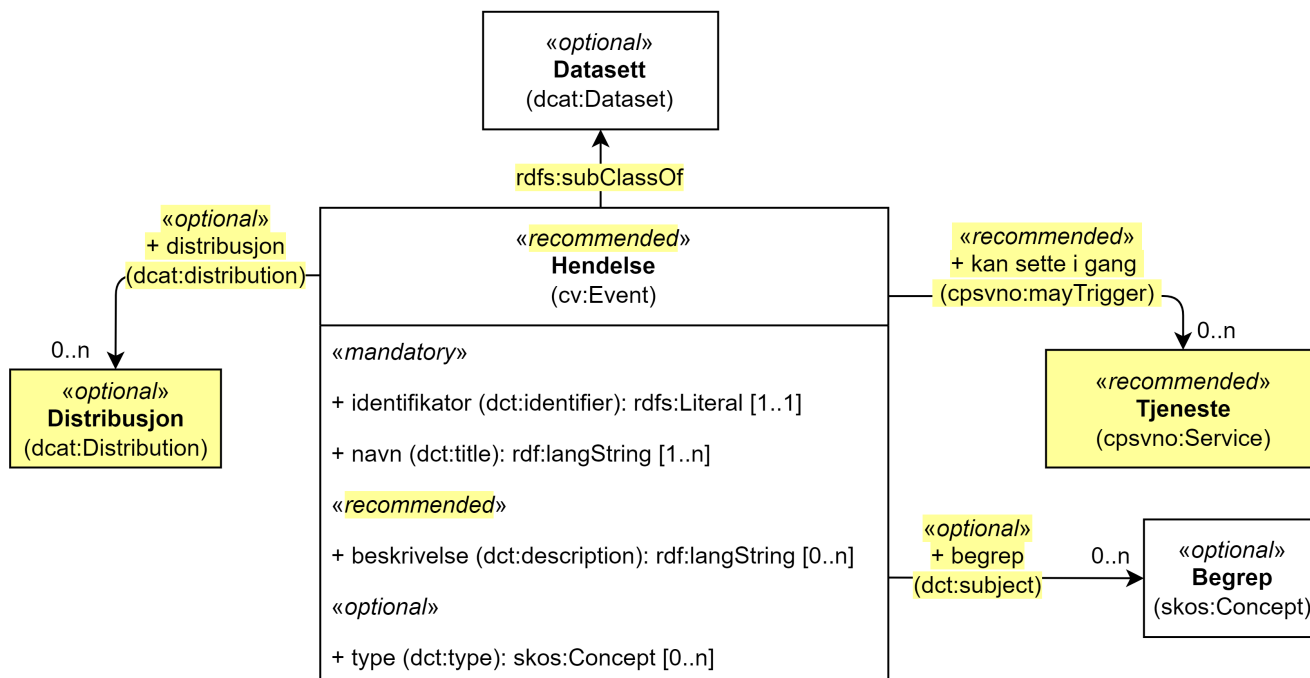 «optional»
Datasett
(dcat:Dataset)
rdfs:subClassOf
«optional»
+ distribusjon
(dcat:distribution)
0..n
«optional»
Distribusjon
(dcat:Distribution)
«recommended»
Hendelse
(cv:Event)
«mandatory»
+ identifikator (dct:identifier): rdfs:Literal [1..1]
+ navn (dct:title): rdf:langString [1..n]
«recommended»
+ beskrivelse (dct:description): rdf:langString [0..n]
«optional»
+ type (dct:type): skos:Concept [0..n]
«recommended»
+ kan sette i gang
(cpsvno:mayTrigger)
0..n
«recommended»
Tjeneste
(cpsvno:Service)
«optional»
+ begrep
(dct:subject)
0..n
«optional»
Begrep
(skos:Concept)